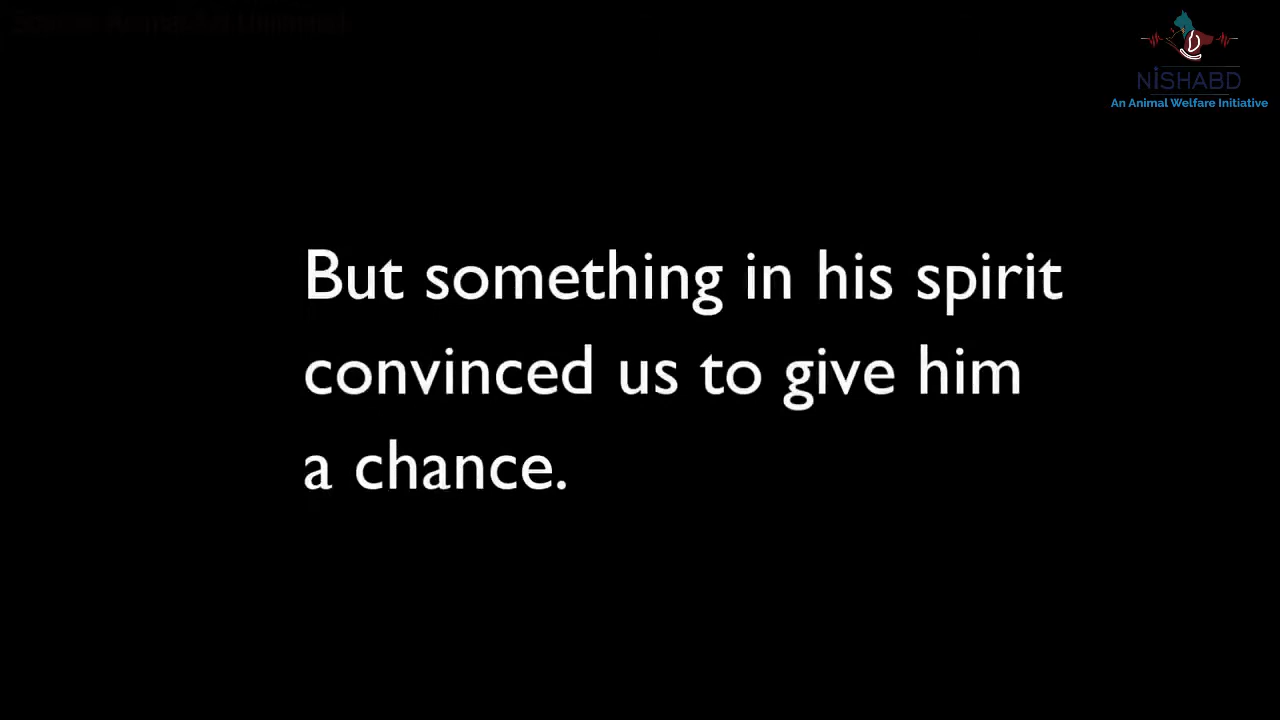 NiSHABD
An Animal Welfare Initiative
But something in his spirit
convinced us to give him
a chance.